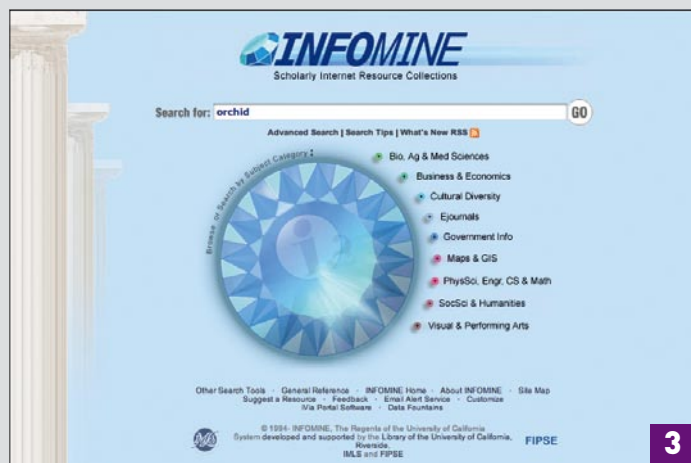 INFOMINE
Scholarly Internet Resource Collections
Search for: orchid GO
Advanced Search | Search Tips | What's New RSS
Browse or Search by Subject Category:
Bio, Ag & Med Sciences
Business & Economics
Cultural Diversity
Ejournals
Government Info
Maps & GIS
PhysSci, Engr, CS & Math
SocSci & Humanities
Visual & Performing Arts
Other Search Tools - General Reference - INFOMINE Home - About INFOMINE - Site Map
Suggest a Resource - Feedback - Email Alert Service - Customize
iVia Portal Software - Data Fountains
© 1994- INFOMINE, The Regents of the University of California
System developed and supported by the Library of the University of California,
Riverside.
IMLS and FIPSE
FIPSE
3